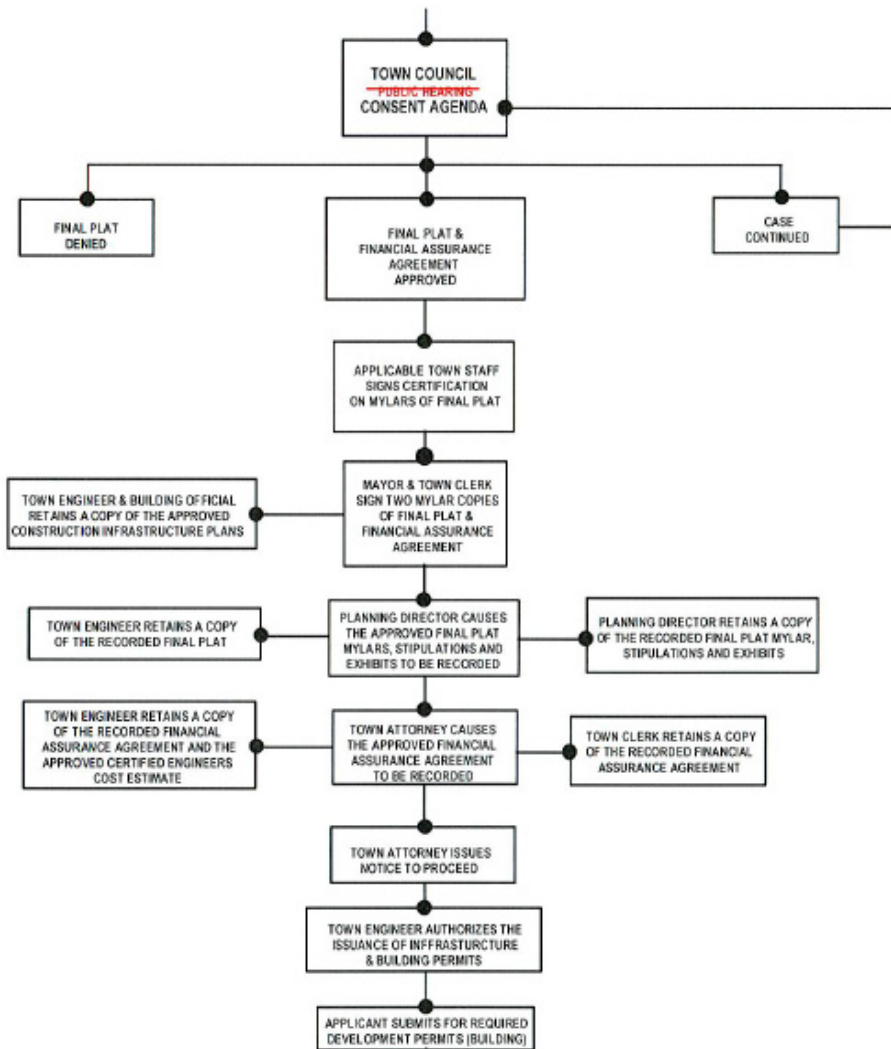 TOWN COUNCIL
PUBLIC HEARING
CONSENT AGENDA
FINAL PLAT
DENIED
FINAL PLAT &
FINANCIAL ASSURANCE
AGREEMENT
APPROVED
CASE
CONTINUED
APPLICABLE TOWN STAFF
SIGNS CERTIFICATION
ON MYLARS OF FINAL PLAT
TOWN ENGINEER & BUILDING OFFICIAL
RETAINS A COPY OF THE APPROVED
CONSTRUCTION INFRASTRUCTURE PLANS
MAYOR & TOWN CLERK
SIGN TWO MYLAR COPIES
OF FINAL PLAT &
FINANCIAL ASSURANCE
AGREEMENT
TOWN ENGINEER RETAINS A COPY
OF THE RECORDED FINAL PLAT
PLANNING DIRECTOR CAUSES
THE APPROVED FINAL PLAT
MYLARS, STIPULATIONS AND
EXHIBITS TO BE RECORDED
PLANNING DIRECTOR RETAINS A COPY
OF THE RECORDED FINAL PLAT MYLAR,
STIPULATIONS AND EXHIBITS
TOWN ENGINEER RETAINS A COPY
OF THE RECORDED FINANCIAL
ASSURANCE AGREEMENT AND THE
APPROVED CERTIFIED ENGINEERS
COST ESTIMATE
TOWN ATTORNEY CAUSES
THE APPROVED FINANCIAL
ASSURANCE AGREEMENT
TO BE RECORDED
TOWN CLERK RETAINS A COPY
OF THE RECORDED FINANCIAL
ASSURANCE AGREEMENT
TOWN ATTORNEY ISSUES
NOTICE TO PROCEED
TOWN ENGINEER AUTHORIZES THE
ISSUANCE OF INFFRASTURCTURE
& BUILDING PERMITS
APPLICANT SUBMITS FOR REQUIRED
DEVELOPMENT PERMITS (BUILDING)